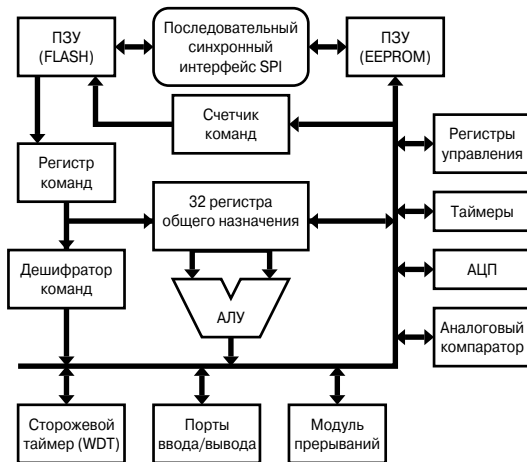 ПЗУ
(FLASH)
Последовательный
синхронный
интерфейс SPI
ПЗУ
(EEPROM)
Счетчик
команд
Регистры
управления
Регистр
команд
32 регистра
общего назначения
Таймеры
Дешифратор
команд
АЦП
АЛУ
Аналоговый
компаратор
Сторожевой
таймер (WDT)
Порты
ввода/вывода
Модуль
прерываний